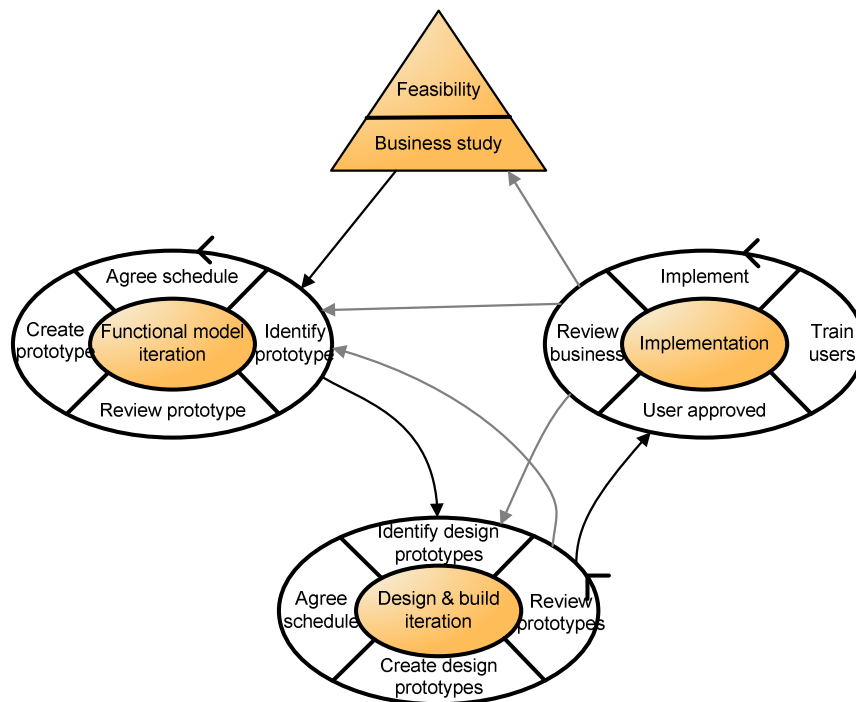 Feasibility
Business study
Agree schedule
Create
prototype
Functional model
iteration
Identify
prototype
Review prototype
Implement
Review
business
Implementation
Train
users
User approved
Identify design
prototypes
Agree
schedule
Design & build
iteration
Review
prototypes
Create design
prototypes